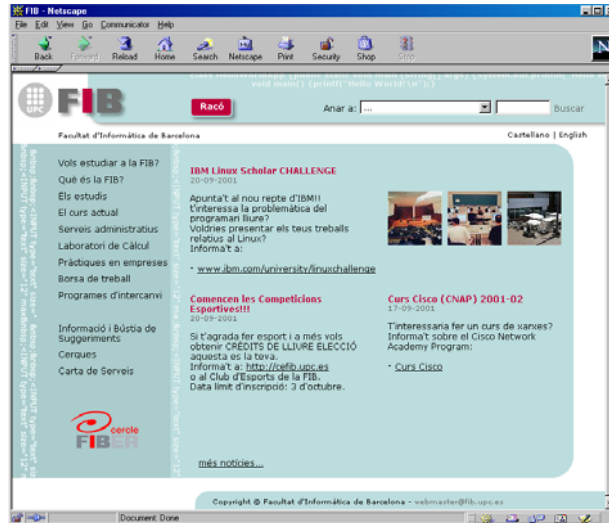 FIB - Netscape
File Edit View Go Communicator Help
Back Forward Reload Home Search Netscape Print Security Shop Stop
void main() {printf("Hello World!\n");}
UPC
FIB
Racó
Anar a: ...
Buscar
Facultat d'Informàtica de Barcelona
Castellano | English
Vols estudiar a la FIB?
Què és la FIB?
Els estudis
El curs actual
Serveis administratius
Laboratori de Càlcul
Pràctiques en empreses
Borsa de treball
Programes d'intercanvi
Informació i Bústia de
Suggeriments
Cerques
Carta de Serveis
cercle
FIBER
IBM Linux Scholar CHALLENGE
20-09-2001
Apunta't al nou repte d'IBM!!
t'interessa la problemàtica del
programari lliure?
Voldries presentar els teus treballs
relatius al Linux?
Informa't a:
· www.ibm.com/university/linuxchallenge
Comencen les Competicions
Esportives!!!
20-09-2001
Si t'agrada fer esport i a més vols
obtenir CRÈDITS DE LLIURE ELECCIÓ
aquesta es la teva.
Informa't a: http://cefib.upc.es
o al Club d'Esports de la FIB.
Data limit d'inscripció: 3 d'octubre.
Curs Cisco (CNAP) 2001-02
17-09-2001
T'interessaria fer un curs de xarxes?
Informa't sobre el Cisco Network
Academy Program:
· Curs Cisco
més notícies...
Copyright © Facultat d'Informàtica de Barcelona - webmaster@fib.upc.es
Document Done